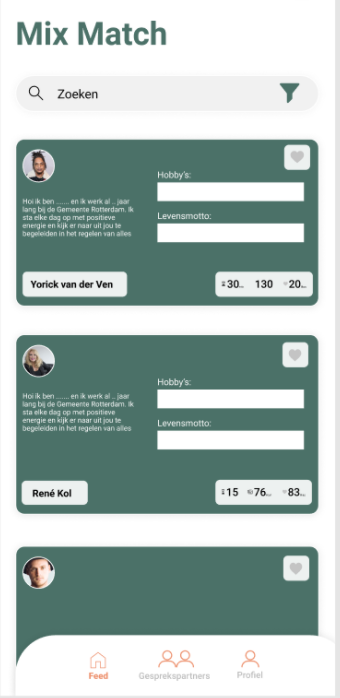 Mix Match
Zoeken
Hobby's:
Hoi ik ben ....... en ik werk al .. jaar
lang bij de Gemeente Rotterdam. Ik
sta elke dag op met positieve
energie en kijk er naar uit jou te
begeleiden in het regelen van alles
Levensmotto:
Yorick van der Ven
30.. 130 20..
Hobby's:
Hoi ik ben ....... en ik werk al .. jaar
lang bij de Gemeente Rotterdam. Ik
sta elke dag op met positieve
energie en kijk er naar uit jou te
begeleiden in het regelen van alles
Levensmotto:
René Kol
15 76.. 83..
Feed Gesprekspartners Profiel